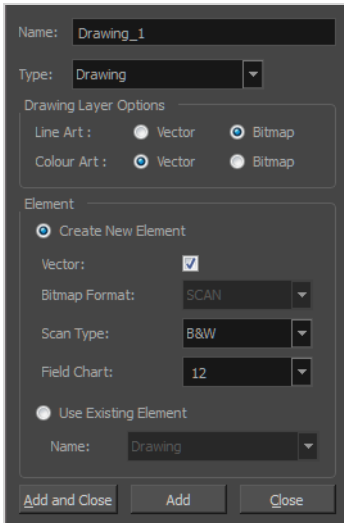 Name: Drawing_1
Type: Drawing
Drawing Layer Options
Line Art : Vector Bitmap
Colour Art : Vector Bitmap
Element
Create New Element
Vector:
Bitmap Format: SCAN
Scan Type: B&W
Field Chart: 12
Use Existing Element
Name: Drawing
Add and Close Add Close